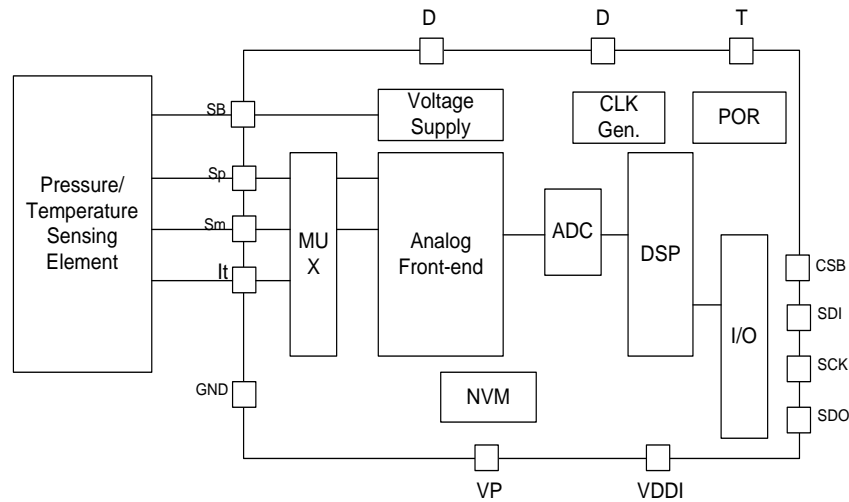 D
D
T
SB
Voltage
Supply
CLK
Gen.
POR
Pressure/
Temperature
Sensing
Element
Sp
Sm
It
MU
X
Analog
Front-end
ADC
DSP
I/O
CSB
SDI
SCK
SDO
GND
NVM
VP
VDDI